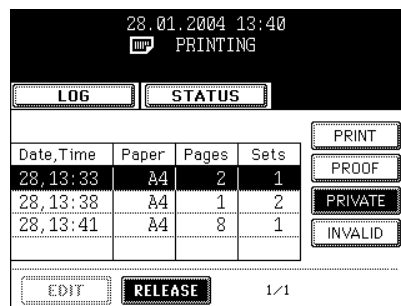 28.01.2004 13:40
PRINTING
LOG STATUS
PRINT
Date,Time Paper Pages Sets
PROOF
28,13:33 A4 2 1
28,13:38 A4 1 2
PRIVATE
28,13:41 A4 8 1
INVALID
EDIT RELEASE 1/1